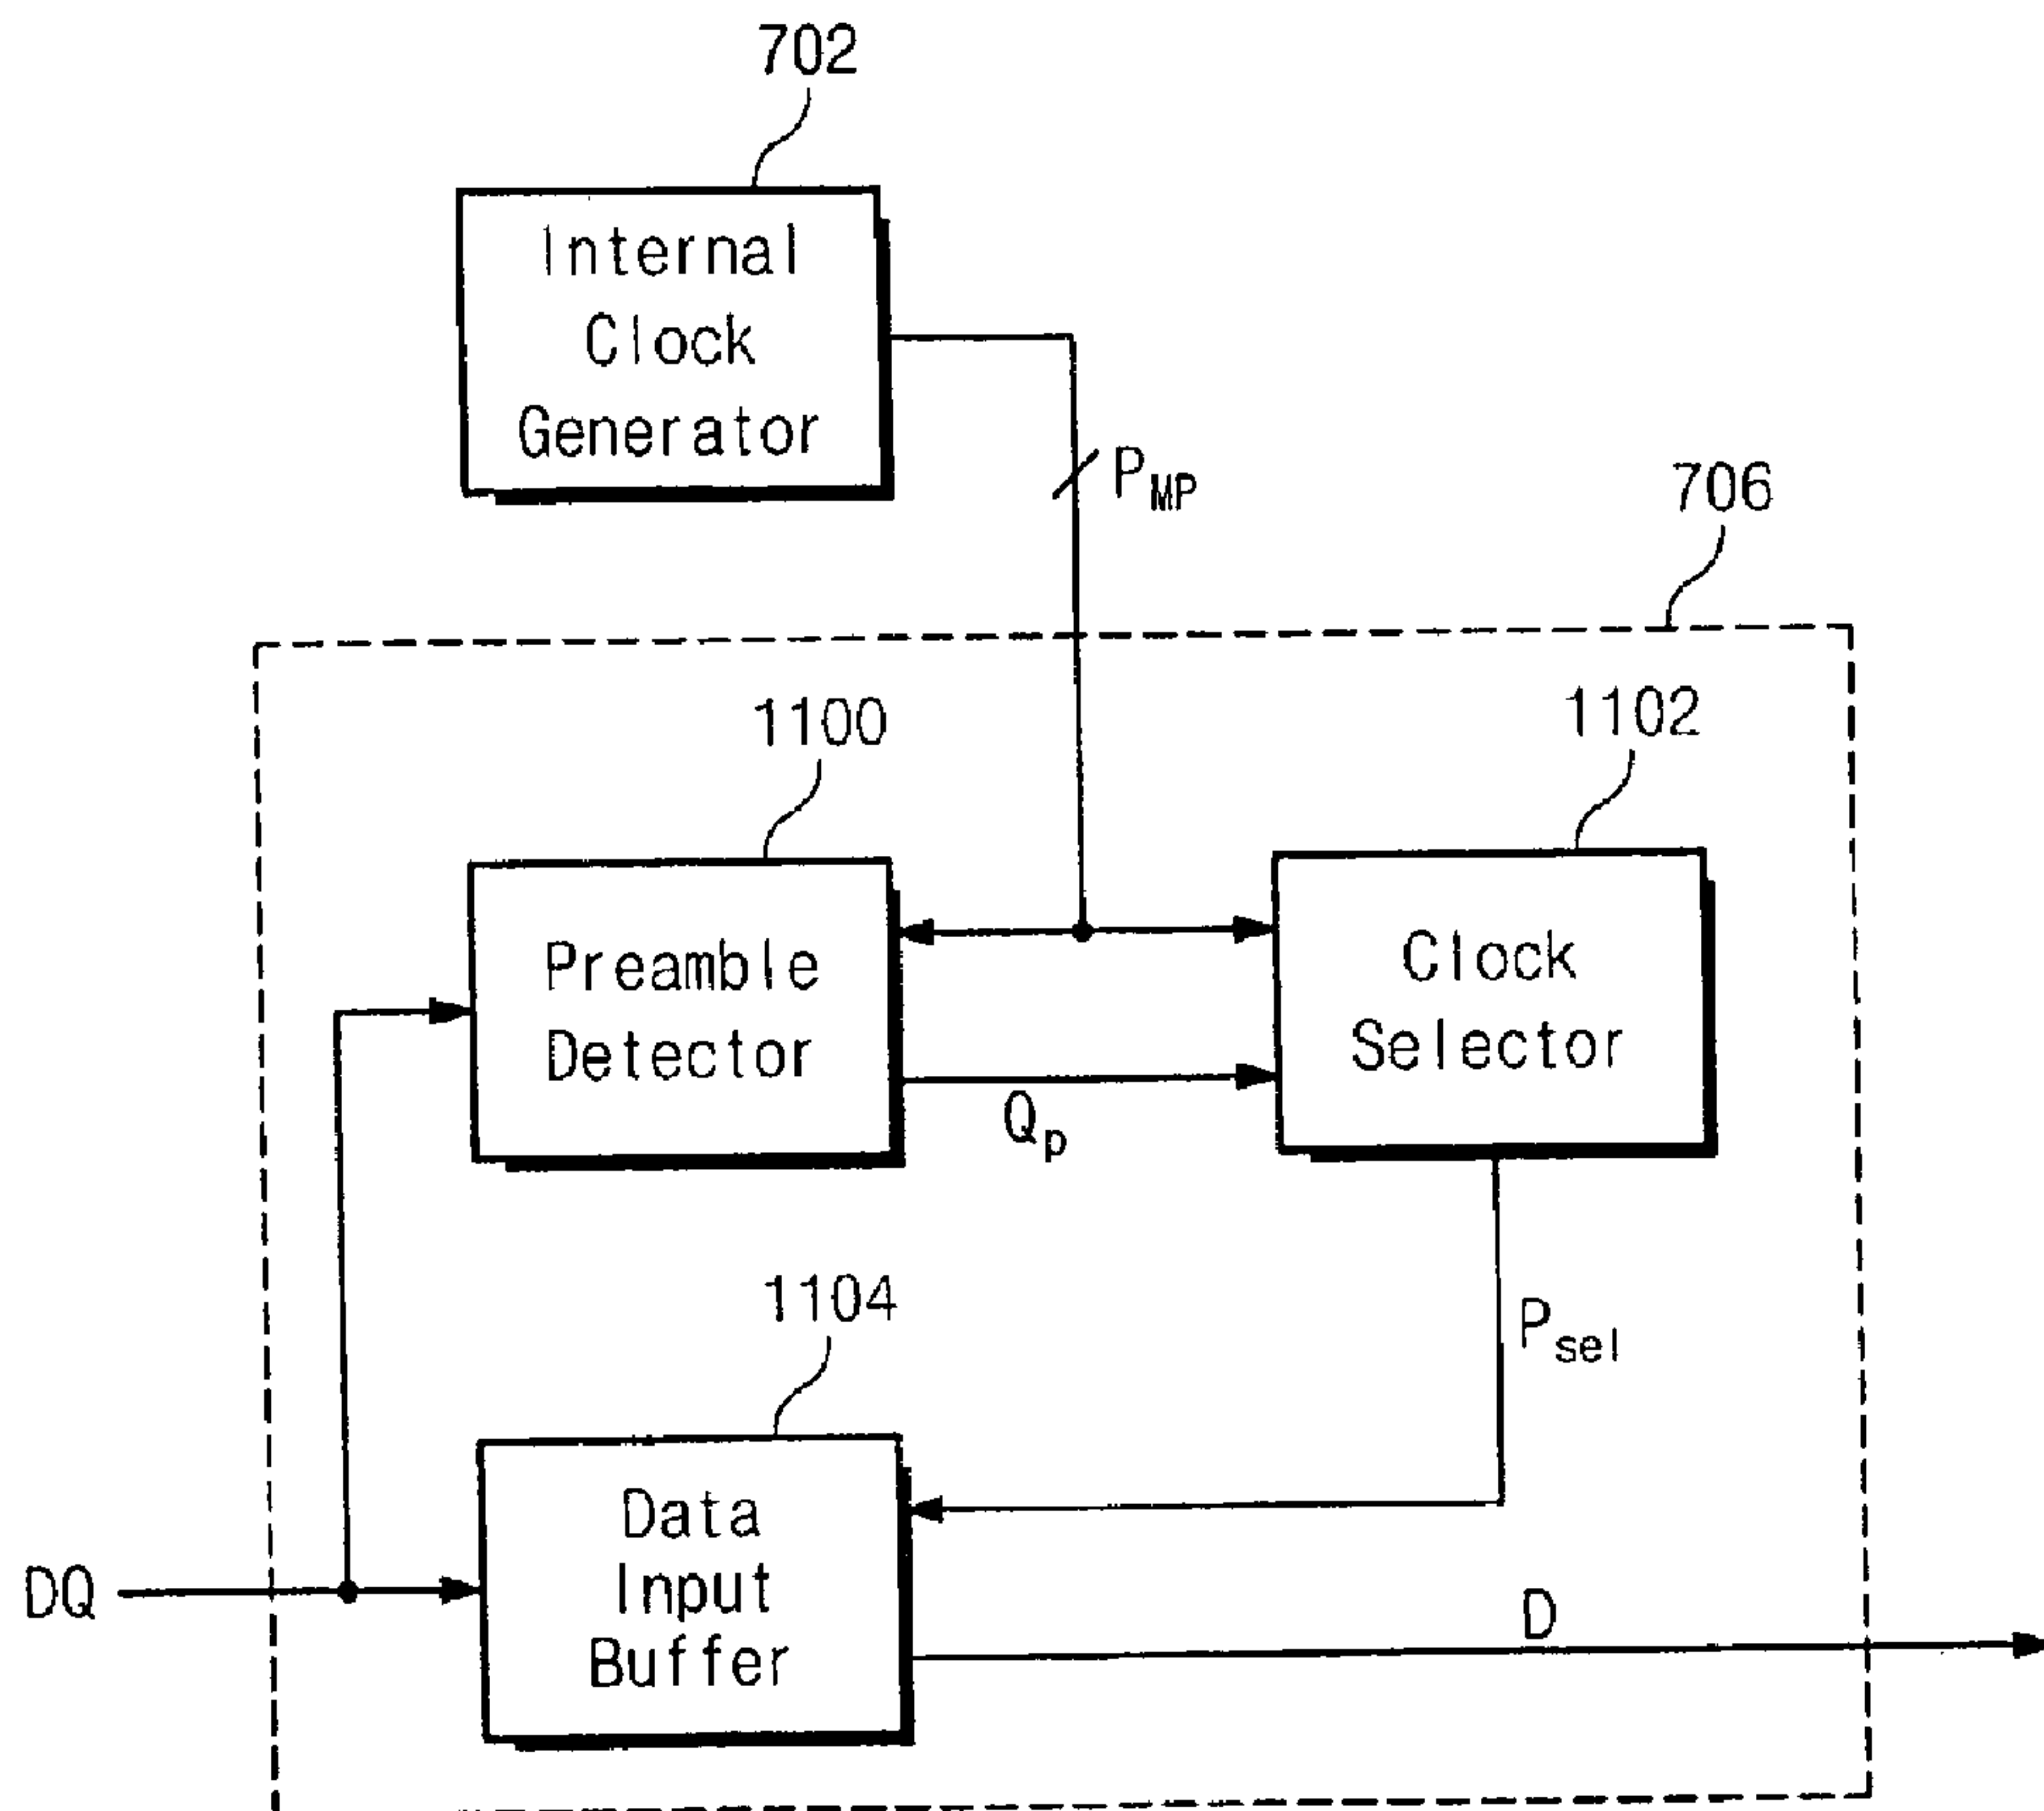 702
Internal
Clock
Generator
P_MP
706
1100
1102
Preamble
Detector
Clock
Selector
Q_p
1104
P_sel
Data
Input
Buffer
DQ
D